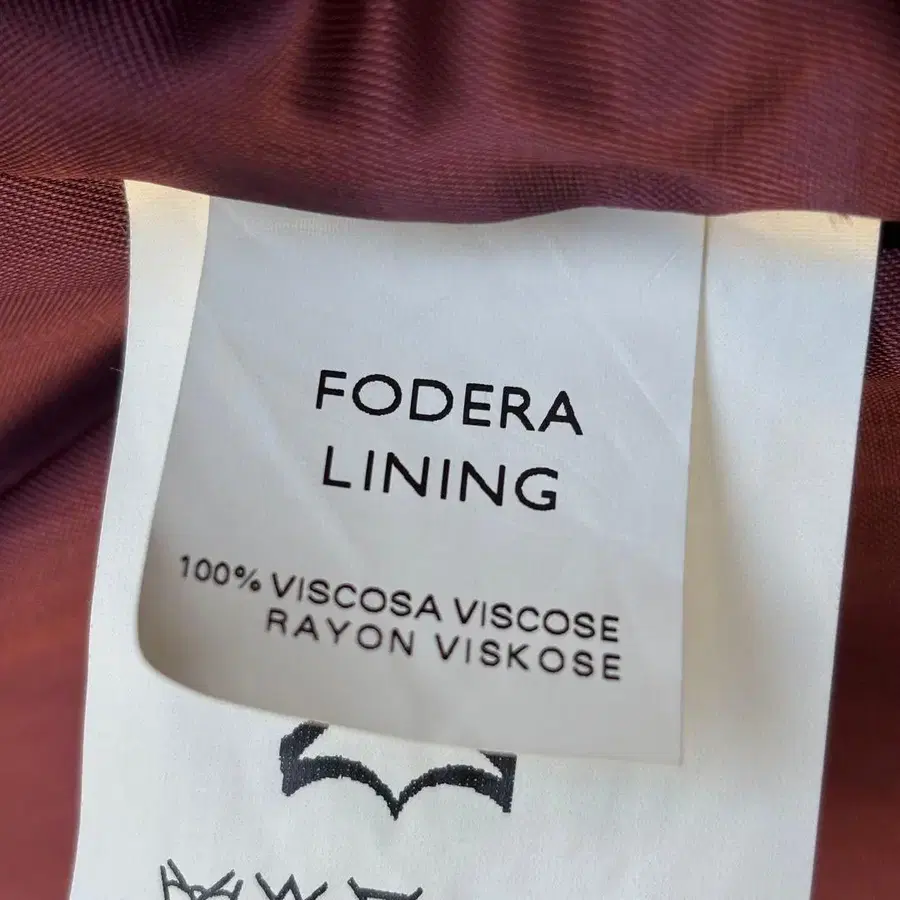 FODERA
LINING
100% VISCOSA VISCOSE
RAYON VISKOSE